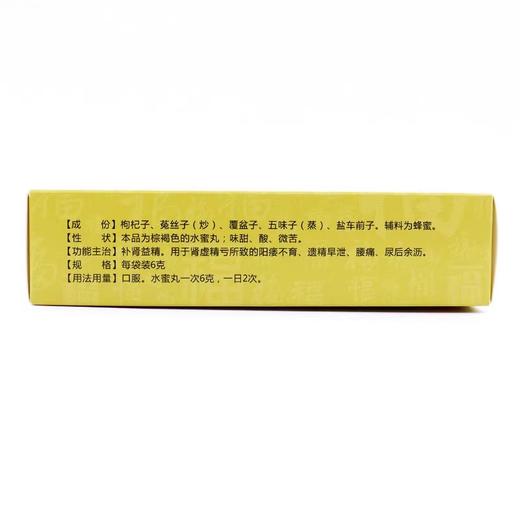 【成　份】枸杞子、菟丝子（炒）、覆盆子、五味子（蒸）、盐车前子。辅料为蜂蜜。
【性　状】本品为棕褐色的水蜜丸；味甜、酸、微苦。
【功能主治】补肾益精。用于肾虚精亏所致的阳痿不育、遗精早泄、腰痛、尿后余沥。
【规　格】每袋装6克
【用法用量】口服。水蜜丸一次6克，一日2次。